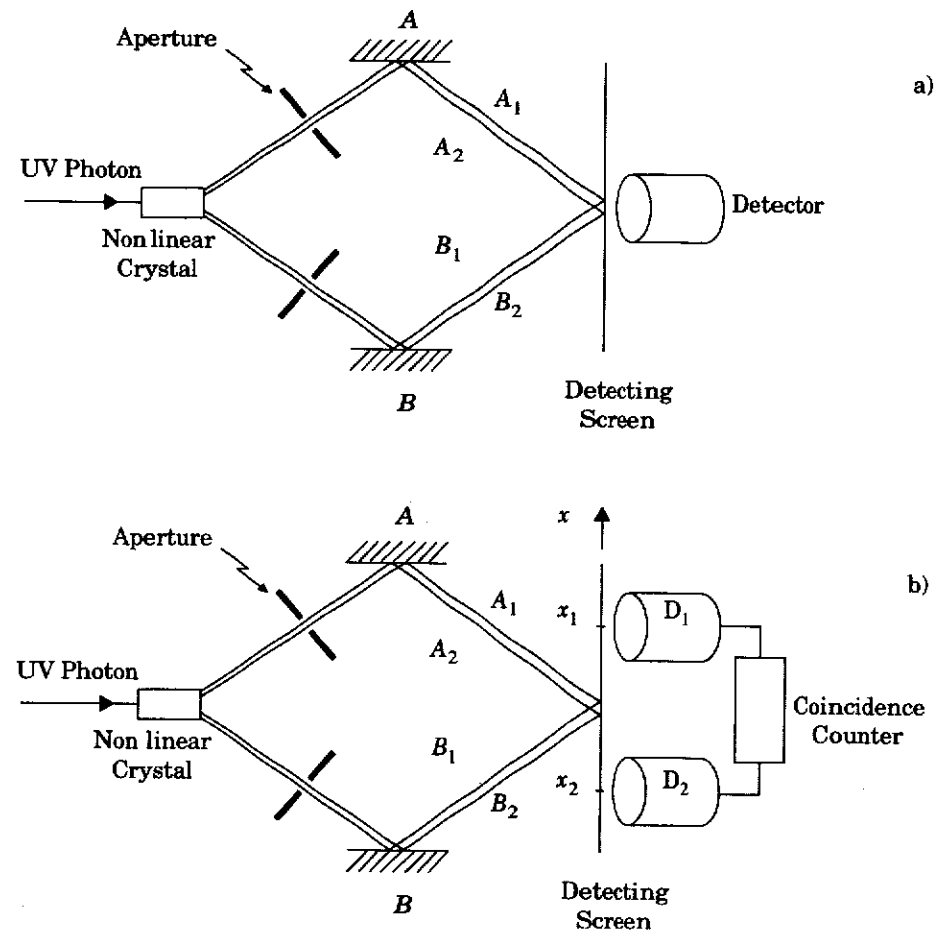 A
Aperture
a)
A₁
A₂
UV Photon
Detector
Non linear
Crystal
B₁
B₂
B
Detecting
Screen
A
x
Aperture
b)
A₁
x₁
D₁
A₂
UV Photon
Coincidence
Counter
Non linear
Crystal
B₁
B₂
x₂
D₂
B
Detecting
Screen